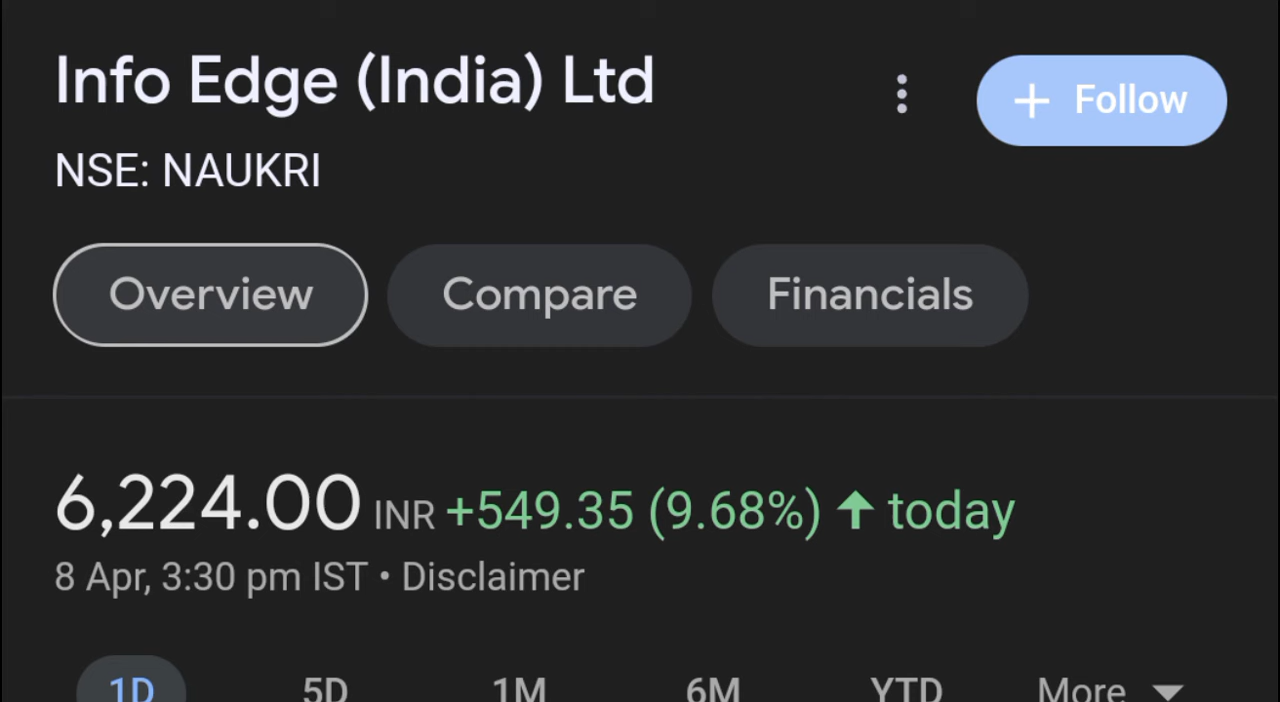 Info Edge (India) Ltd
+ Follow
NSE: NAUKRI
Overview Compare Financials
6,224.00 INR +549.35 (9.68%) ↑ today
8 Apr, 3:30 pm IST • Disclaimer
1D 5D 1M 6M YTD More